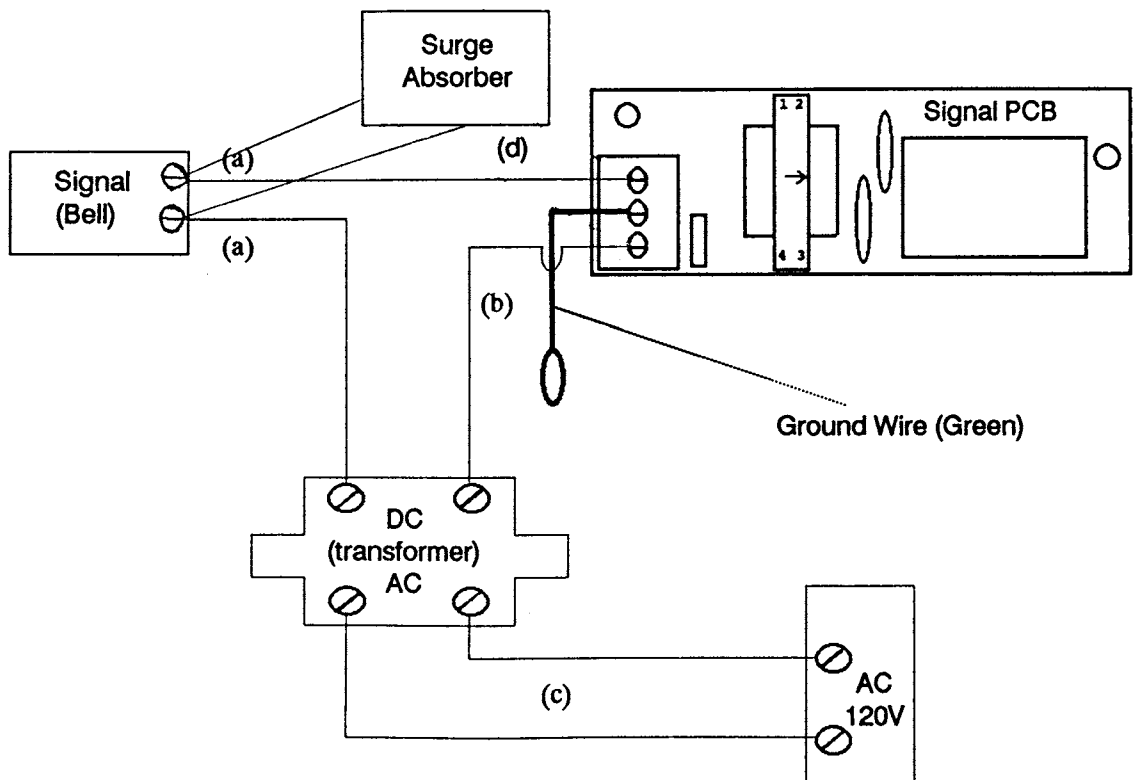 Surge
Absorber
Signal PCB
1 2
(d)
(a)
Signal
(Bell)
(a)
4 3
(b)
Ground Wire (Green)
DC
(transformer)
AC
(c)
AC
120V